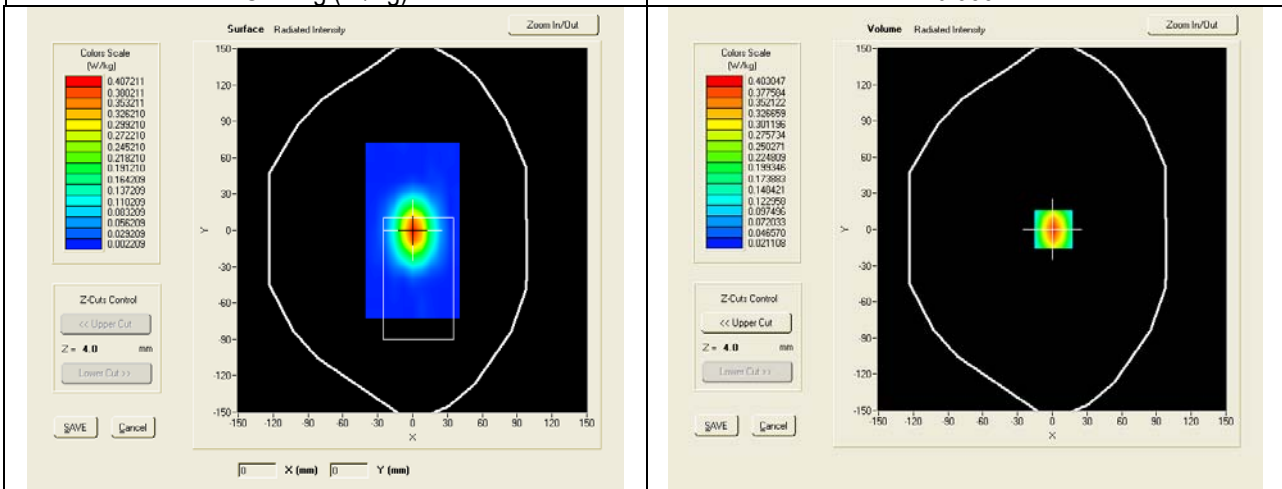 Surface Radiated Intensity
Zoom In/Out
Colors Scale
(W/kg)
0.407211
0.380211
0.353211
0.326210
0.299210
0.272210
0.245210
0.218210
0.191210
0.164209
0.137209
0.110209
0.083209
0.056209
0.029209
0.002209
Z-Cuts Control
<< Upper Cut
Z = 4.0 mm
Lower Cut >>
SAVE Cancel
150
120
90
60
30
0
-30
-60
-90
-120
-150
Y
-150 -120 -90 -60 -30 0 30 60 90 120 150
X
0 X (mm) 0 Y (mm)
Volume Radiated Intensity
Zoom In/Out
Colors Scale
(W/kg)
0.403047
0.377584
0.352122
0.326659
0.301196
0.275734
0.250271
0.224809
0.199346
0.173883
0.148421
0.122958
0.097496
0.072033
0.046570
0.021108
Z-Cuts Control
<< Upper Cut
Z = 4.0 mm
Lower Cut >>
SAVE Cancel
150
120
90
60
30
0
-30
-60
-90
-120
-150
Y
-150 -120 -90 -60 -30 0 30 60 90 120 150
X